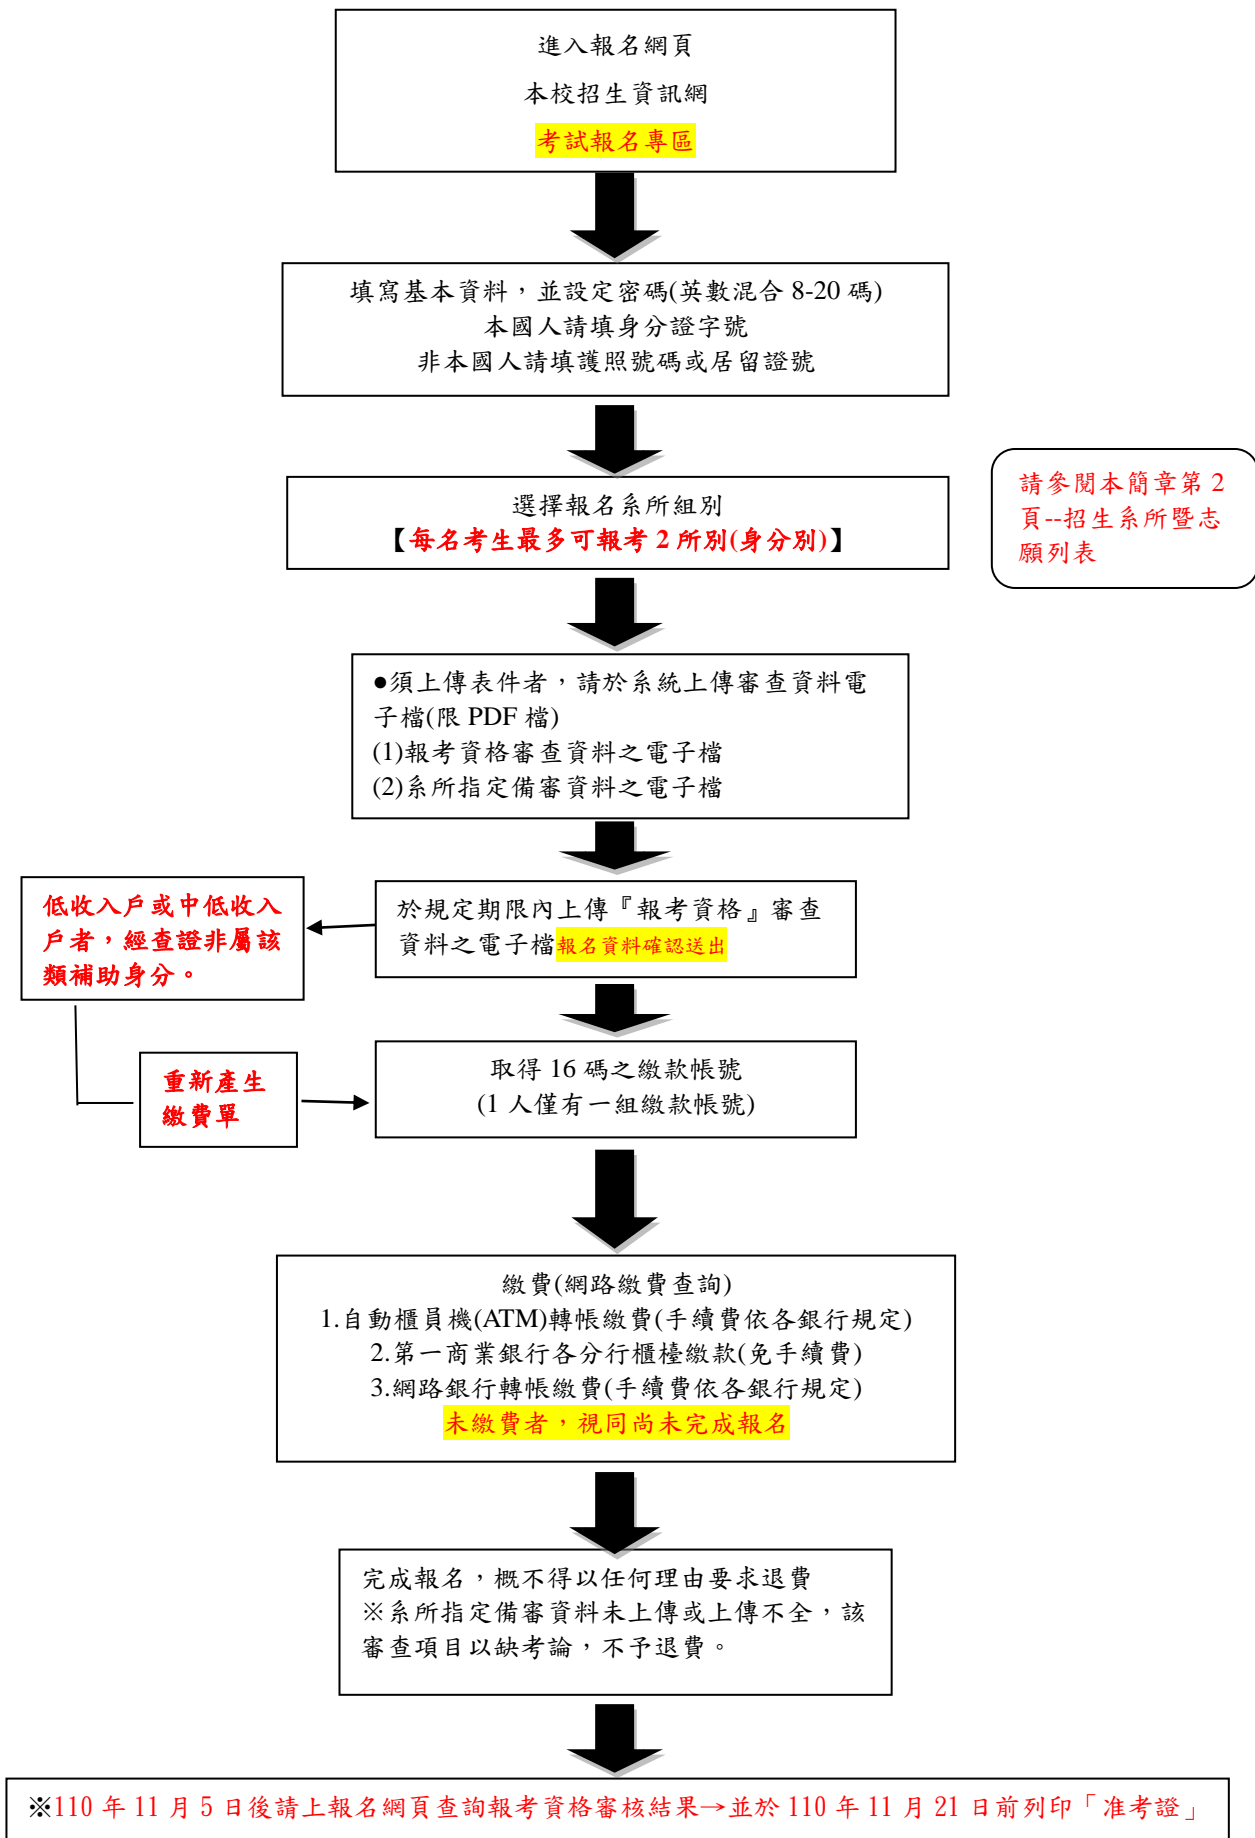 進入報名網頁
本校招生資訊網
考試報名專區
填寫基本資料，並設定密碼(英數混合 8-20 碼)
本國人請填身分證字號
非本國人請填護照號碼或居留證號
選擇報名系所組別
【每名考生最多可報考 2 所別(身分別)】
請參閱本簡章第 2
頁--招生系所暨志
願列表
●須上傳表件者，請於系統上傳審查資料電
子檔(限 PDF 檔)
(1)報考資格審查資料之電子檔
(2)系所指定備審資料之電子檔
低收入戶或中低收入
戶者，經查證非屬該
類補助身分。
於規定期限內上傳『報考資格』審查
資料之電子檔報名資料確認送出
重新產生
繳費單
取得 16 碼之繳款帳號
(1 人僅有一組繳款帳號)
繳費(網路繳費查詢)
1.自動櫃員機(ATM)轉帳繳費(手續費依各銀行規定)
2.第一商業銀行各分行櫃檯繳款(免手續費)
3.網路銀行轉帳繳費(手續費依各銀行規定)
未繳費者，視同尚未完成報名
完成報名，概不得以任何理由要求退費
※系所指定備審資料未上傳或上傳不全，該
審查項目以缺考論，不予退費。
※110 年 11 月 5 日後請上報名網頁查詢報考資格審核結果→並於 110 年 11 月 21 日前列印「准考證」